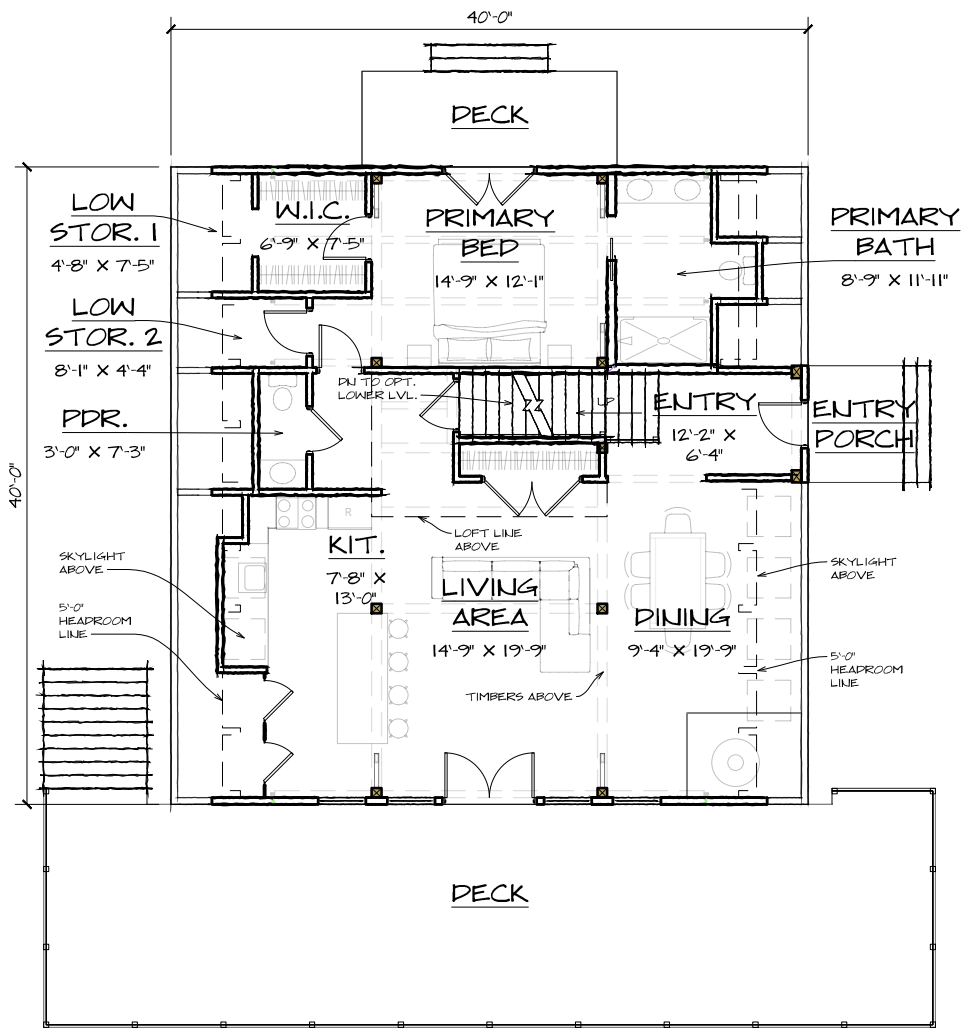 40'-0"
DECK
LOW
STOR. 1
4'-8" X 7'-5"
W.I.C.
6'-9" X 7'-5"
PRIMARY
BED
14'-9" X 12'-1"
PRIMARY
BATH
8'-9" X 11'-11"
LOW
STOR. 2
8'-1" X 4'-4"
DN TO OPT.
LOWER LVL.
UP
ENTRY
12'-2" X
6'-4"
ENTRY
PORCH
PDR.
3'-0" X 7'-3"
40'-0"
R
LOFT LINE
ABOVE
KIT.
7'-8" X
13'-0"
SKYLIGHT
ABOVE
5'-0"
HEADROOM
LINE
LIVING
AREA
14'-9" X 19'-9"
DINING
9'-4" X 19'-9"
SKYLIGHT
ABOVE
5'-0"
HEADROOM
LINE
TIMBERS ABOVE
DECK